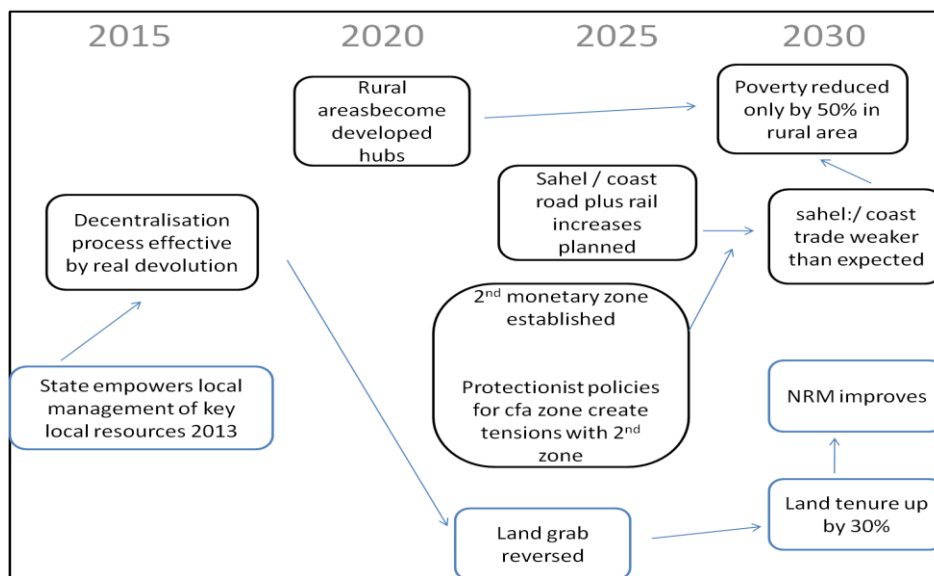 2015 2020 2025 2030
Rural
areasbecome
developed
hubs
Poverty reduced
only by 50% in
rural area
Sahel / coast
road plus rail
increases
planned
Decentralisation
process effective
by real devolution
sahel:/ coast
trade weaker
than expected
2nd monetary zone
established
Protectionist policies
for cfa zone create
tensions with 2nd
zone
State empowers local
management of key
local resources 2013
NRM improves
Land grab
reversed
Land tenure up
by 30%